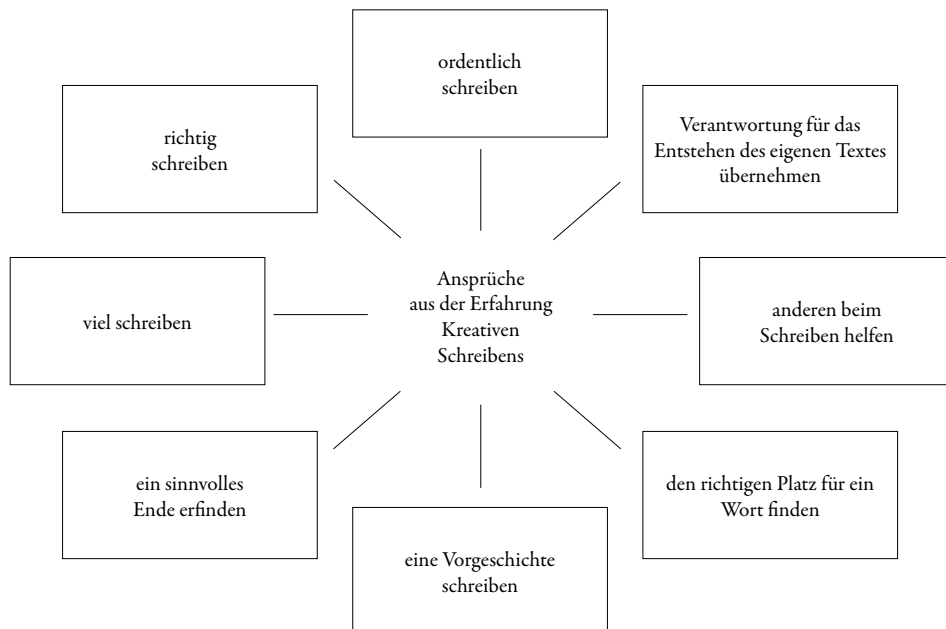 ordentlich
schreiben
richtig
schreiben
Verantwortung für das
Entstehen des eigenen Textes
übernehmen
viel schreiben
Ansprüche
aus der Erfahrung
Kreativen
Schreibens
anderen beim
Schreiben helfen
ein sinnvolles
Ende erfinden
den richtigen Platz für ein
Wort finden
eine Vorgeschichte
schreiben